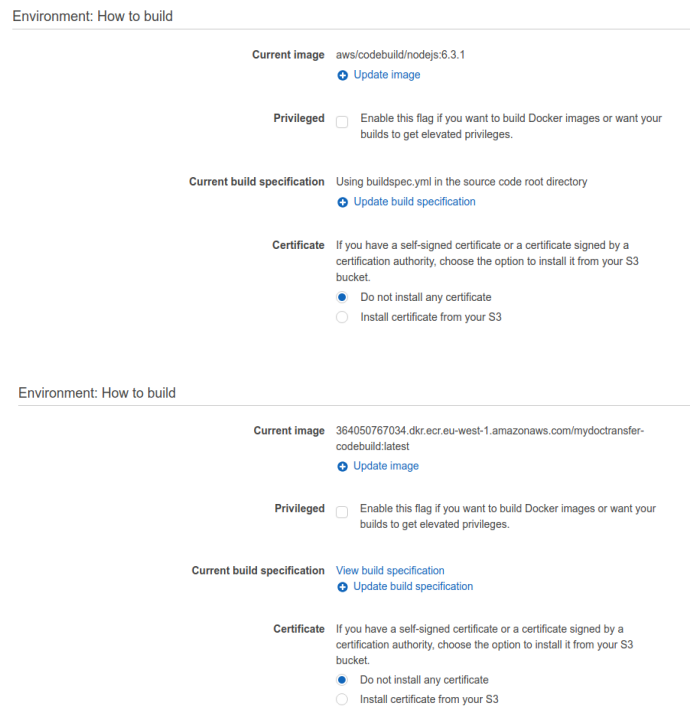 Environment: How to build
Current image aws/codebuild/nodejs:6.3.1
Update image
Privileged Enable this flag if you want to build Docker images or want your
builds to get elevated privileges.
Current build specification Using buildspec.yml in the source code root directory
Update build specification
Certificate If you have a self-signed certificate or a certificate signed by a
certification authority, choose the option to install it from your S3
bucket.
Do not install any certificate
Install certificate from your S3
Environment: How to build
Current image 364050767034.dkr.ecr.eu-west-1.amazonaws.com/mydoctransfer-
codebuild:latest
Update image
Privileged Enable this flag if you want to build Docker images or want your
builds to get elevated privileges.
Current build specification View build specification
Update build specification
Certificate If you have a self-signed certificate or a certificate signed by a
certification authority, choose the option to install it from your S3
bucket.
Do not install any certificate
Install certificate from your S3